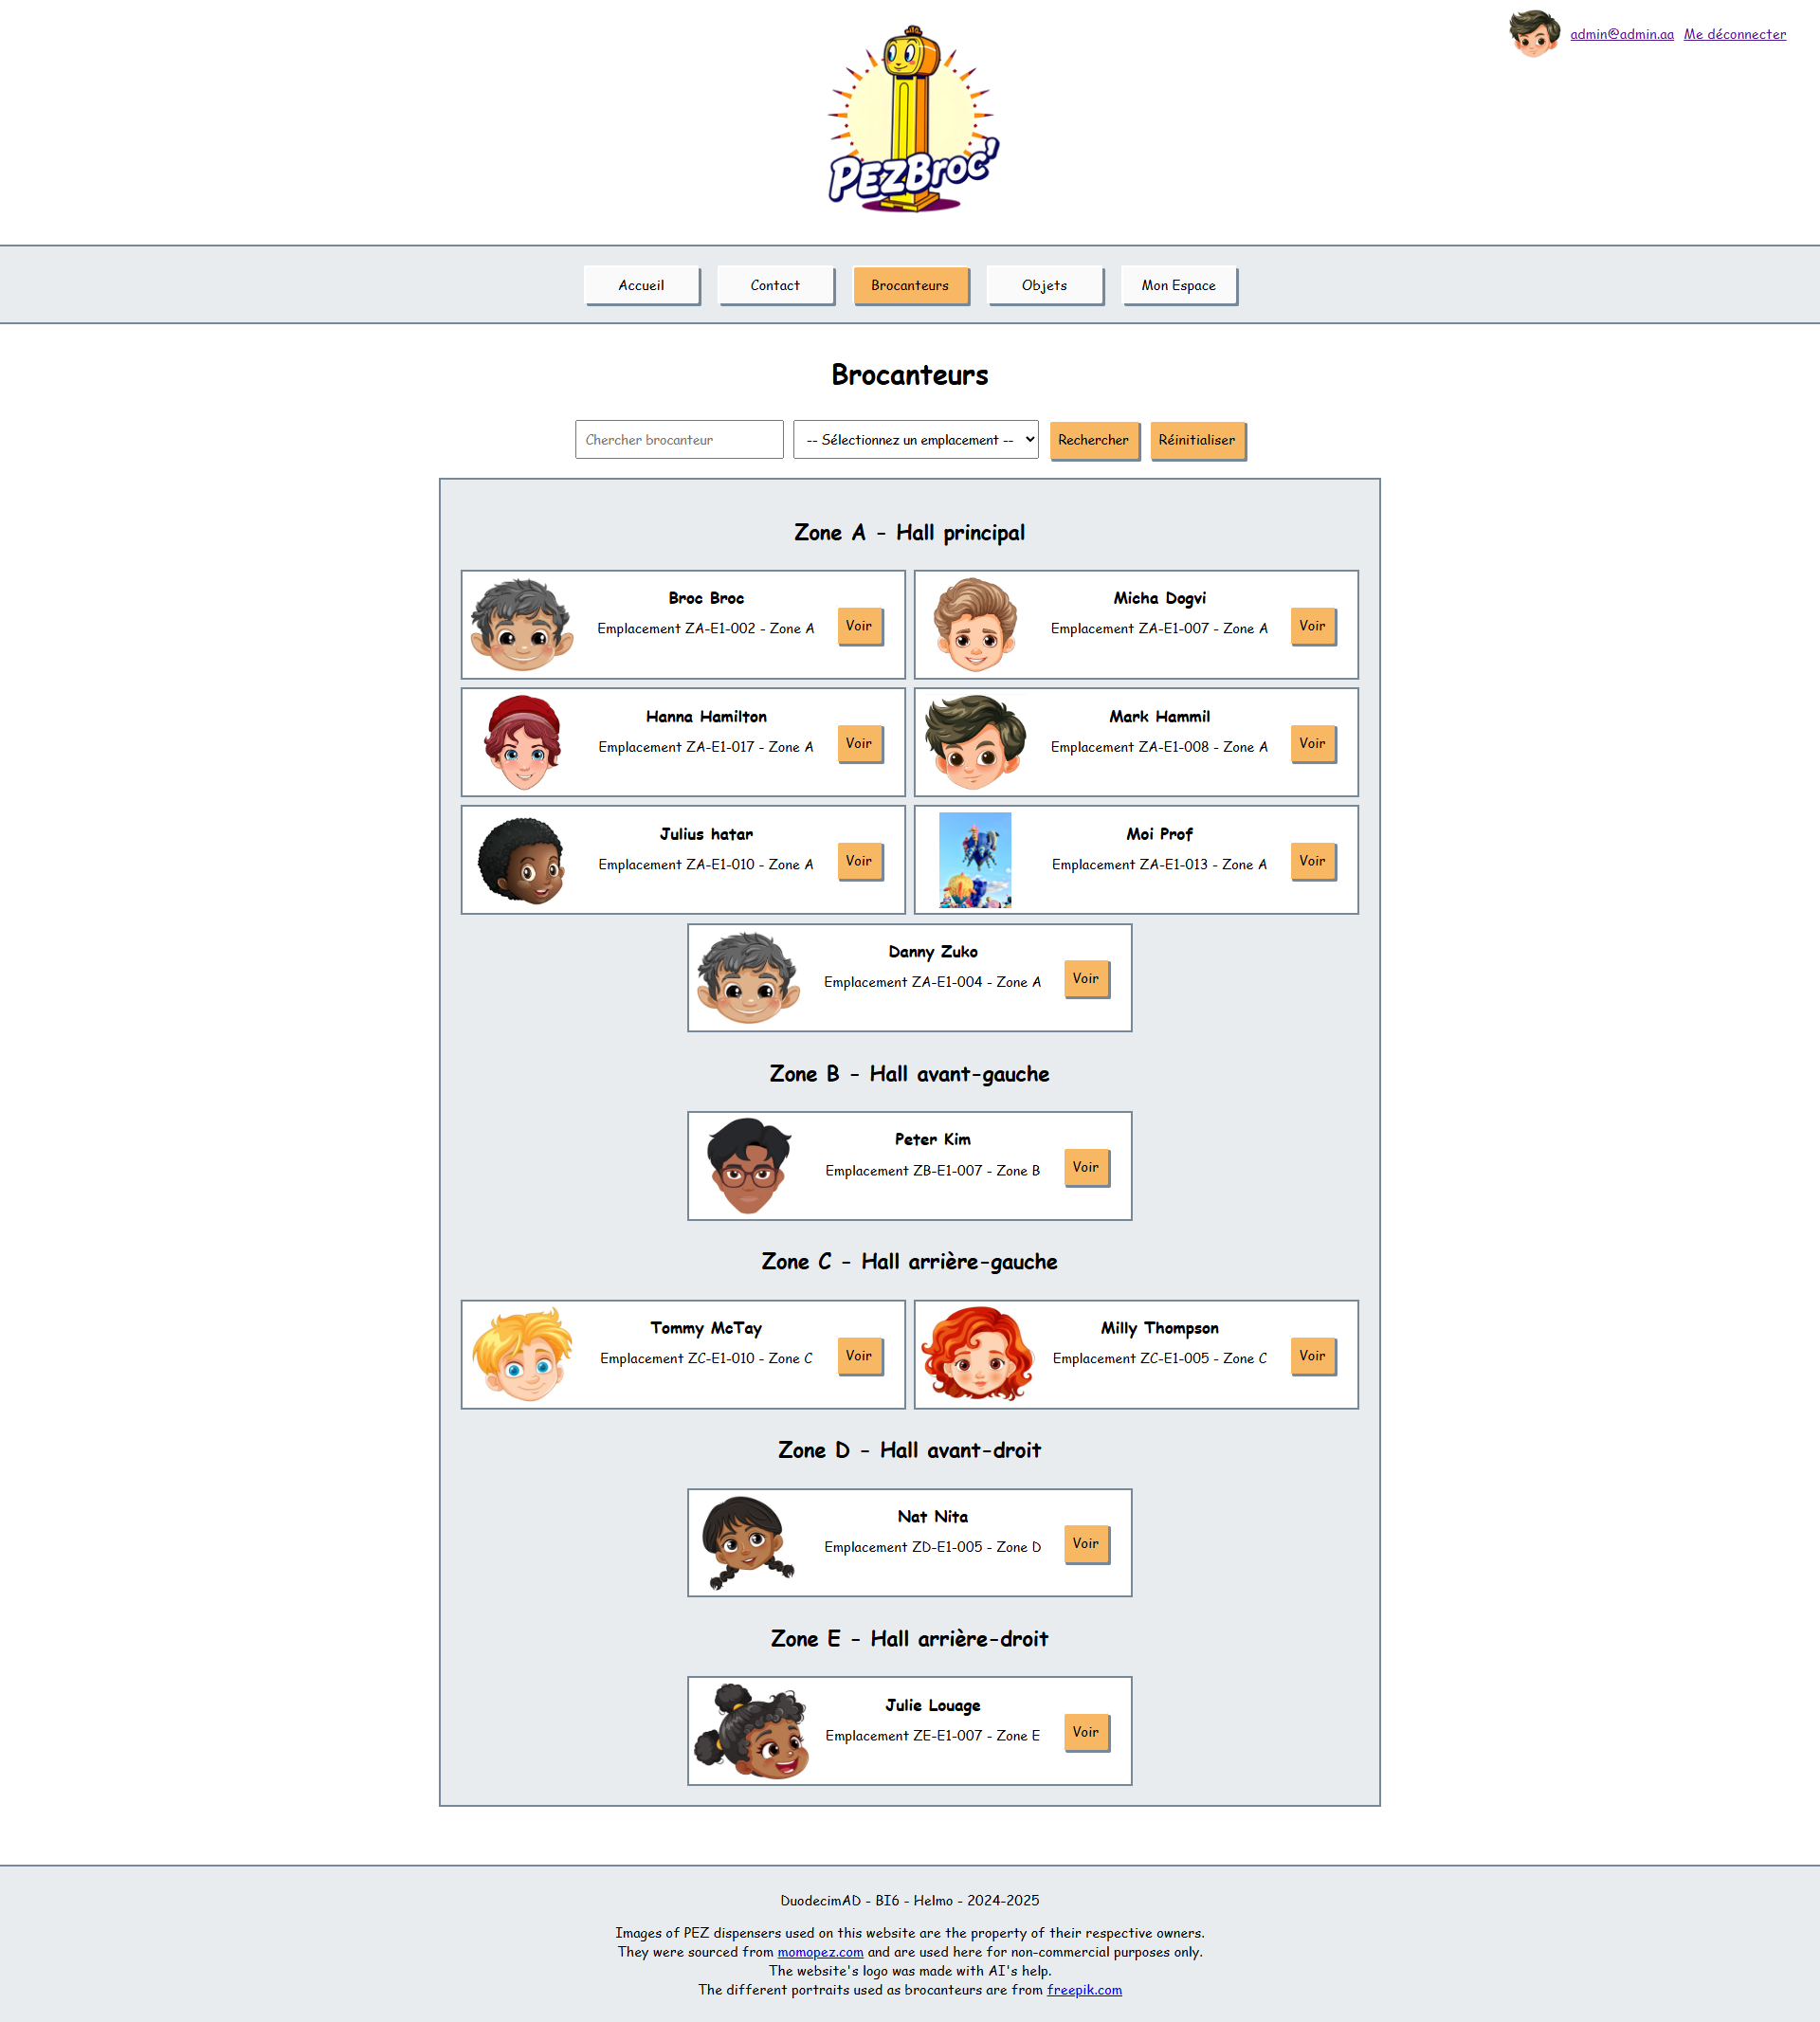 admin@admin.aa Me déconnecter
PEZBroc'
Accueil Contact Brocanteurs Objets Mon Espace
Brocanteurs
Chercher brocanteur -- Sélectionnez un emplacement -- Rechercher Réinitialiser
Zone A - Hall principal
Broc Broc
Emplacement ZA-E1-002 - Zone A
Voir
Micha Dogvi
Emplacement ZA-E1-007 - Zone A
Voir
Hanna Hamilton
Emplacement ZA-E1-017 - Zone A
Voir
Mark Hammil
Emplacement ZA-E1-008 - Zone A
Voir
Julius hatar
Emplacement ZA-E1-010 - Zone A
Voir
Moi Prof
Emplacement ZA-E1-013 - Zone A
Voir
Danny Zuko
Emplacement ZA-E1-004 - Zone A
Voir
Zone B - Hall avant-gauche
Peter Kim
Emplacement ZB-E1-007 - Zone B
Voir
Zone C - Hall arrière-gauche
Tommy McTay
Emplacement ZC-E1-010 - Zone C
Voir
Milly Thompson
Emplacement ZC-E1-005 - Zone C
Voir
Zone D - Hall avant-droit
Nat Nita
Emplacement ZD-E1-005 - Zone D
Voir
Zone E - Hall arrière-droit
Julie Louage
Emplacement ZE-E1-007 - Zone E
Voir
DuodecimAD - BI6 - Helmo - 2024-2025
Images of PEZ dispensers used on this website are the property of their respective owners.
They were sourced from momopez.com and are used here for non-commercial purposes only.
The website's logo was made with AI's help.
The different portraits used as brocanteurs are from freepik.com